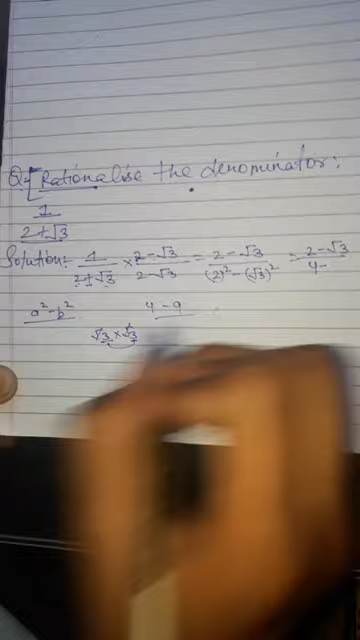 Q:- Rationalise the denominator:
1
2+√3
Solution:- 1/2+√3 × 2-√3/2-√3 = 2-√3/(2)²-(√3)² = 2-√3/4-
a²-b² 4-9
√3×√3